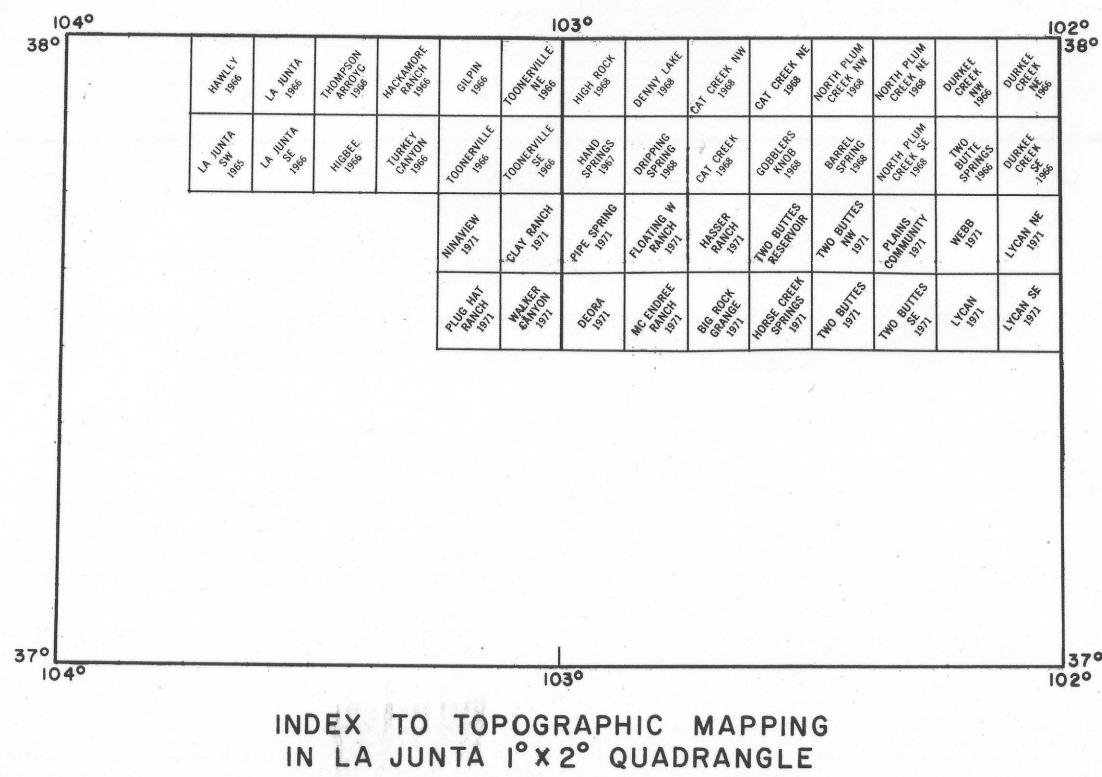 104°
103°
102°
38°
38°
HAWLEY
1966
LA JUNTA
1966
THOMPSON
ARROYO
1966
HACKAMORE
RANCH
1966
GILPIN
1966
TOONERVILLE
NE
1966
HIGH ROCK
1968
DENNY LAKE
1968
CAT CREEK NW
1968
CAT CREEK NE
1968
NORTH PLUM
CREEK NW
1968
NORTH PLUM
CREEK NE
1968
DURKEE
CREEK
NW
1966
DURKEE
CREEK
NE
1966
LA JUNTA
SW
1965
LA JUNTA
SE
1966
HIGBEE
1966
TURKEY
CANYON
1966
TOONERVILLE
1966
TOONERVILLE
SE
1966
HAND
SPRINGS
1967
DRIPPING
SPRING
1968
CAT CREEK
1968
GOBBLERS
KNOB
1968
BARREL
SPRING
1968
NORTH PLUM
CREEK SE
1968
TWO
BUTTE
SPRINGS
1966
DURKEE
CREEK
SE
1966
NINAVIEW
1971
CLAY RANCH
1971
PIPE SPRING
1971
FLOATING W
RANCH
1971
HASSER
RANCH
1971
TWO BUTTES
RESERVOIR
1971
TWO BUTTES
NW
1971
PLAINS
COMMUNITY
1971
WEBB
1971
LYCAN NE
1971
PLUG HAT
RANCH
1971
WALKER
CANYON
1971
DEORA
1971
MC ENDREE
RANCH
1971
BIG ROCK
GRANGE
1971
HORSE CREEK
SPRINGS
1971
TWO BUTTES
1971
TWO BUTTES
SE
1971
LYCAN
1971
LYCAN SE
1971
37°
37°
104°
103°
102°
INDEX TO TOPOGRAPHIC MAPPING
IN LA JUNTA 1° X 2° QUADRANGLE